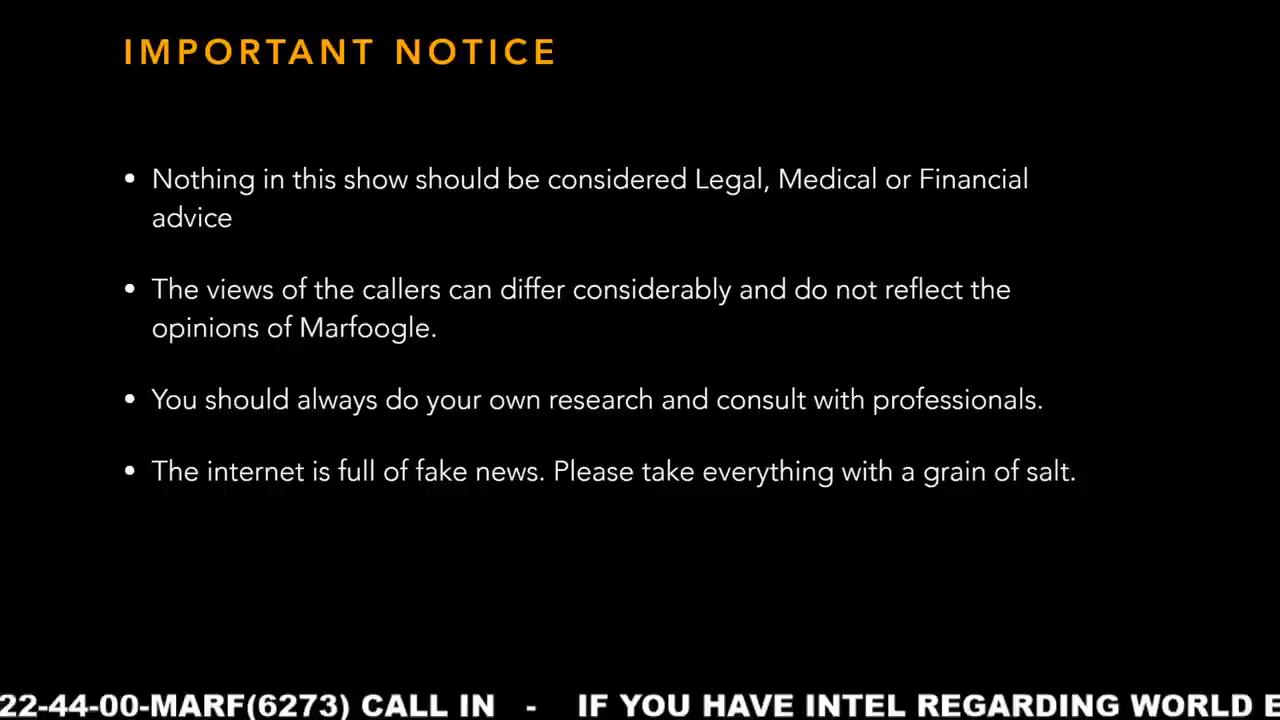 IMPORTANT NOTICE
• Nothing in this show should be considered Legal, Medical or Financial
advice
• The views of the callers can differ considerably and do not reflect the
opinions of Marfoogle.
• You should always do your own research and consult with professionals.
• The internet is full of fake news. Please take everything with a grain of salt.
22-44-00-MARF(6273) CALL IN - IF YOU HAVE INTEL REGARDING WORLD E